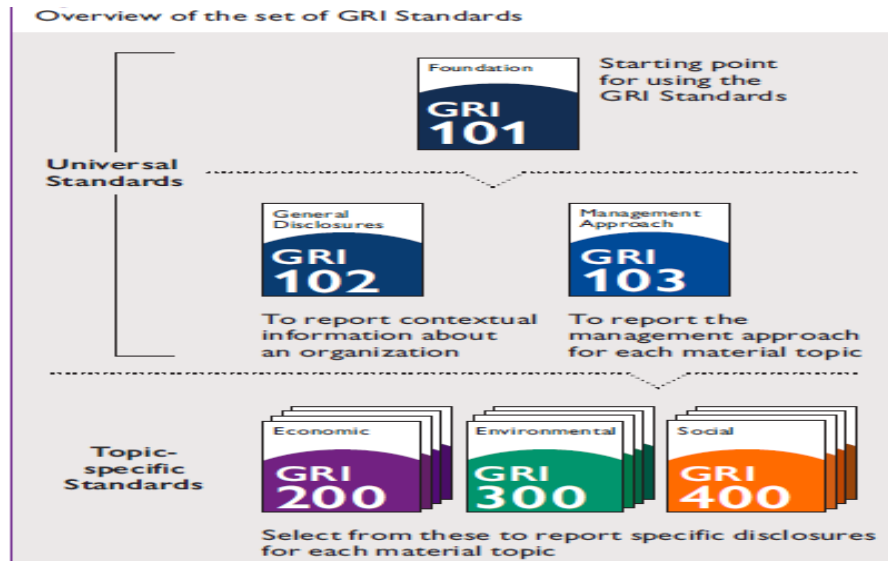 Overview of the set of GRI Standards
Foundation
GRI
101
Starting point
for using the
GRI Standards
Universal
Standards
General
Disclosures
GRI
102
To report contextual
information about
an organization
Management
Approach
GRI
103
To report the
management approach
for each material topic
Topic-
specific
Standards
Economic
GRI
200
Environmental
GRI
300
Social
GRI
400
Select from these to report specific disclosures
for each material topic